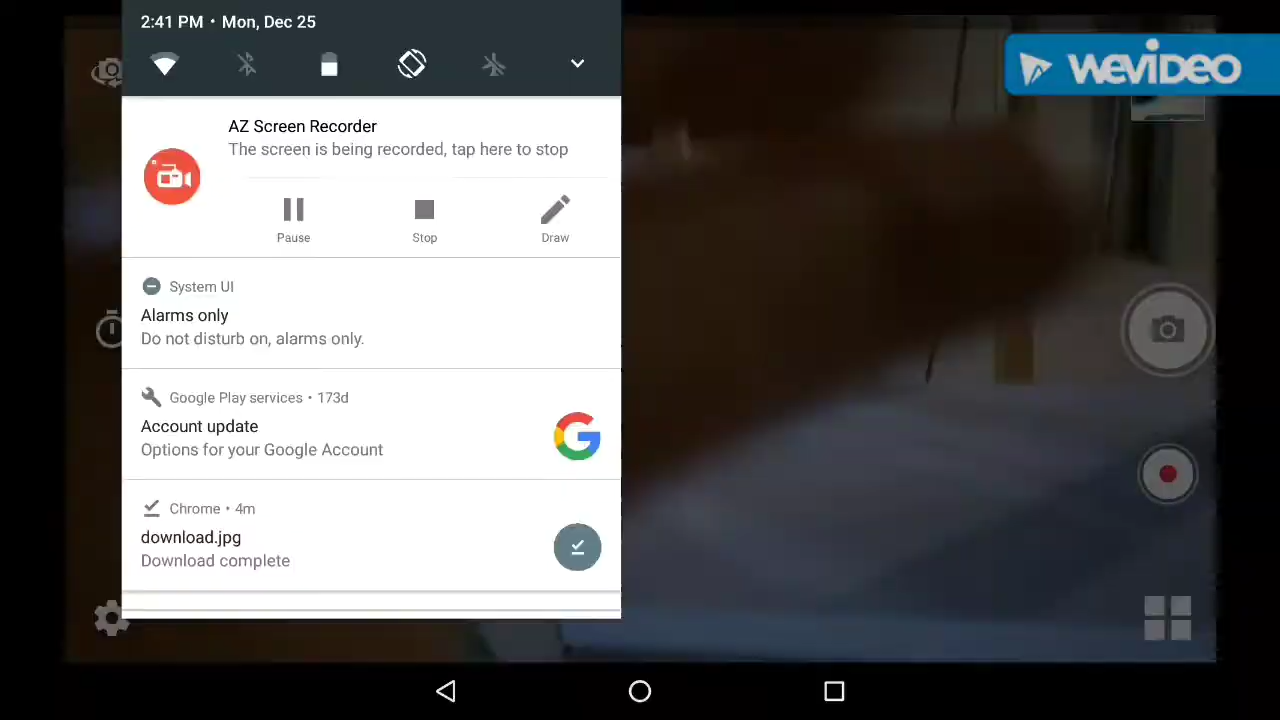 2:41 PM • Mon, Dec 25
WEVIDEO
AZ Screen Recorder
The screen is being recorded, tap here to stop
Pause
Stop
Draw
System UI
Alarms only
Do not disturb on, alarms only.
Google Play services • 173d
Account update
Options for your Google Account
Chrome • 4m
download.jpg
Download complete